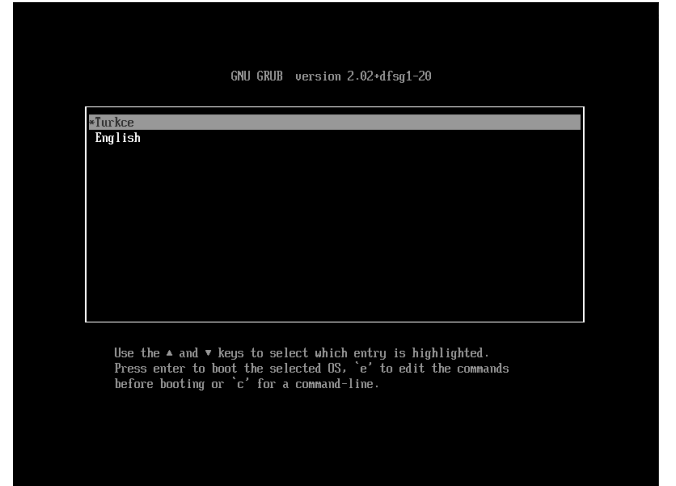 GNU GRUB  version 2.02+dfsg1-20
*Turkce
English
Use the ▲ and ▼ keys to select which entry is highlighted.
Press enter to boot the selected OS, `e' to edit the commands
before booting or `c' for a command-line.